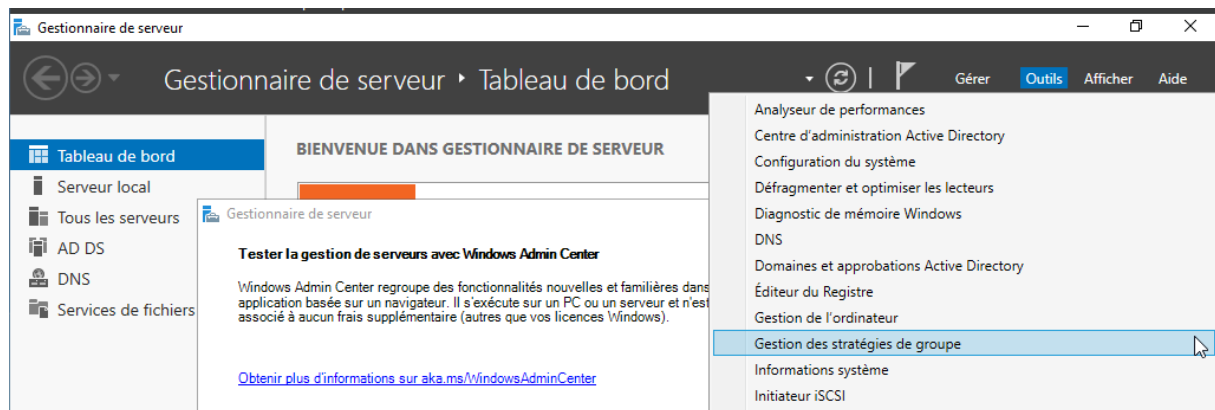 Gestionnaire de serveur
Gestionnaire de serveur ‣ Tableau de bord
Gérer
Outils
Afficher
Aide
Tableau de bord
Serveur local
Tous les serveurs
AD DS
DNS
Services de fichiers
BIENVENUE DANS GESTIONNAIRE DE SERVEUR
Gestionnaire de serveur
Tester la gestion de serveurs avec Windows Admin Center
Windows Admin Center regroupe des fonctionnalités nouvelles et familières dans
application basée sur un navigateur. Il s'exécute sur un PC ou un serveur et n'est
associé à aucun frais supplémentaire (autres que vos licences Windows).
Obtenir plus d'informations sur aka.ms/WindowsAdminCenter
Analyseur de performances
Centre d'administration Active Directory
Configuration du système
Défragmenter et optimiser les lecteurs
Diagnostic de mémoire Windows
DNS
Domaines et approbations Active Directory
Éditeur du Registre
Gestion de l'ordinateur
Gestion des stratégies de groupe
Informations système
Initiateur iSCSI